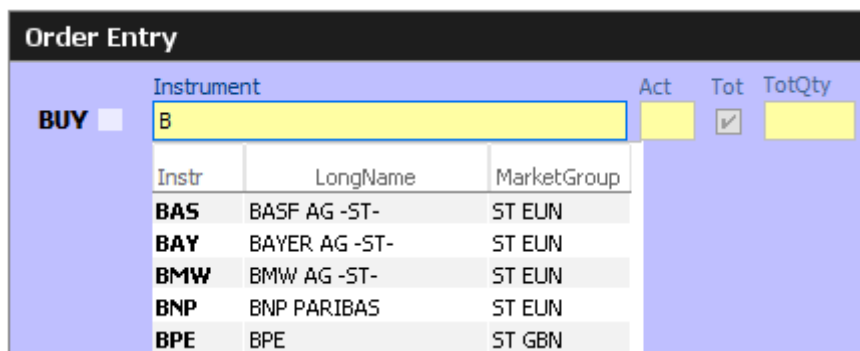 Order Entry
Instrument Act Tot TotQty
BUY B
Instr LongName MarketGroup
BAS BASF AG -ST- ST EUN
BAY BAYER AG -ST- ST EUN
BMW BMW AG -ST- ST EUN
BNP BNP PARIBAS ST EUN
BPE BPE ST GBN